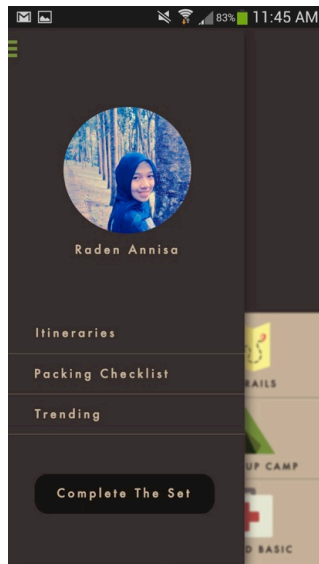 83% 11:45 AM
Raden Annisa
Itineraries
RAILS
Packing Checklist
Trending
UP CAMP
Complete The Set
D BASIC